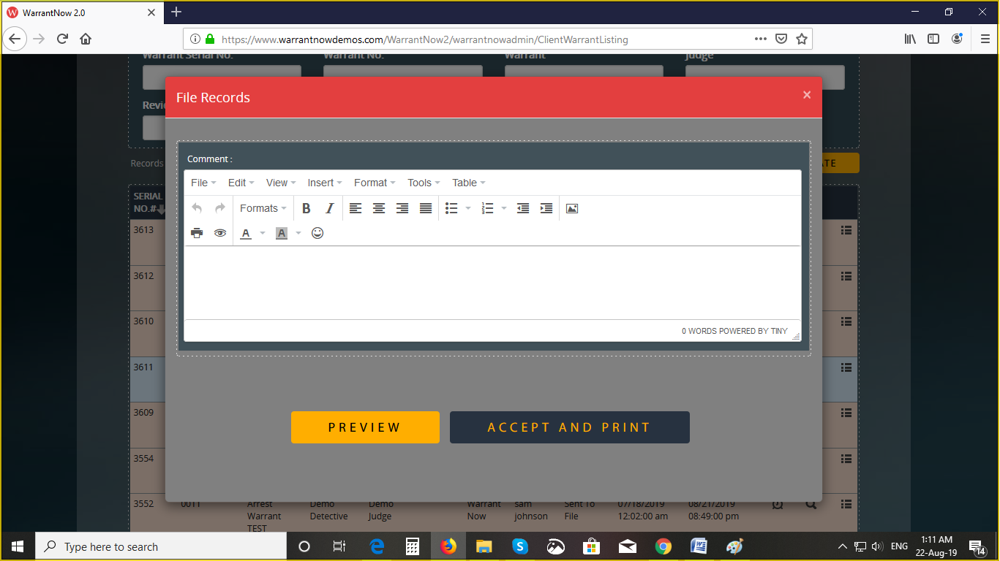 WarrantNow 2.0
https://www.warrantnowdemos.com/WarrantNow2/warrantnowadmin/ClientWarrantListing
Warrant Serial No. Warrant No. Warrant Judge
File Records ×
Revie
Records
ATE
Comment :
File Edit View Insert Format Tools Table
Formats B I
A A
0 WORDS POWERED BY TINY
SERIAL
NO.#
3613
3612
3610
3611
3609
3554
PREVIEW ACCEPT AND PRINT
3552 0011 Arrest Demo Demo Warrant sam Sent To 07/18/2019 08/21/2019
Warrant Detective Judge Now johnson File 12:02:00 am 08:49:00 pm
TEST
Type here to search
ENG
1:11 AM
22-Aug-19
14